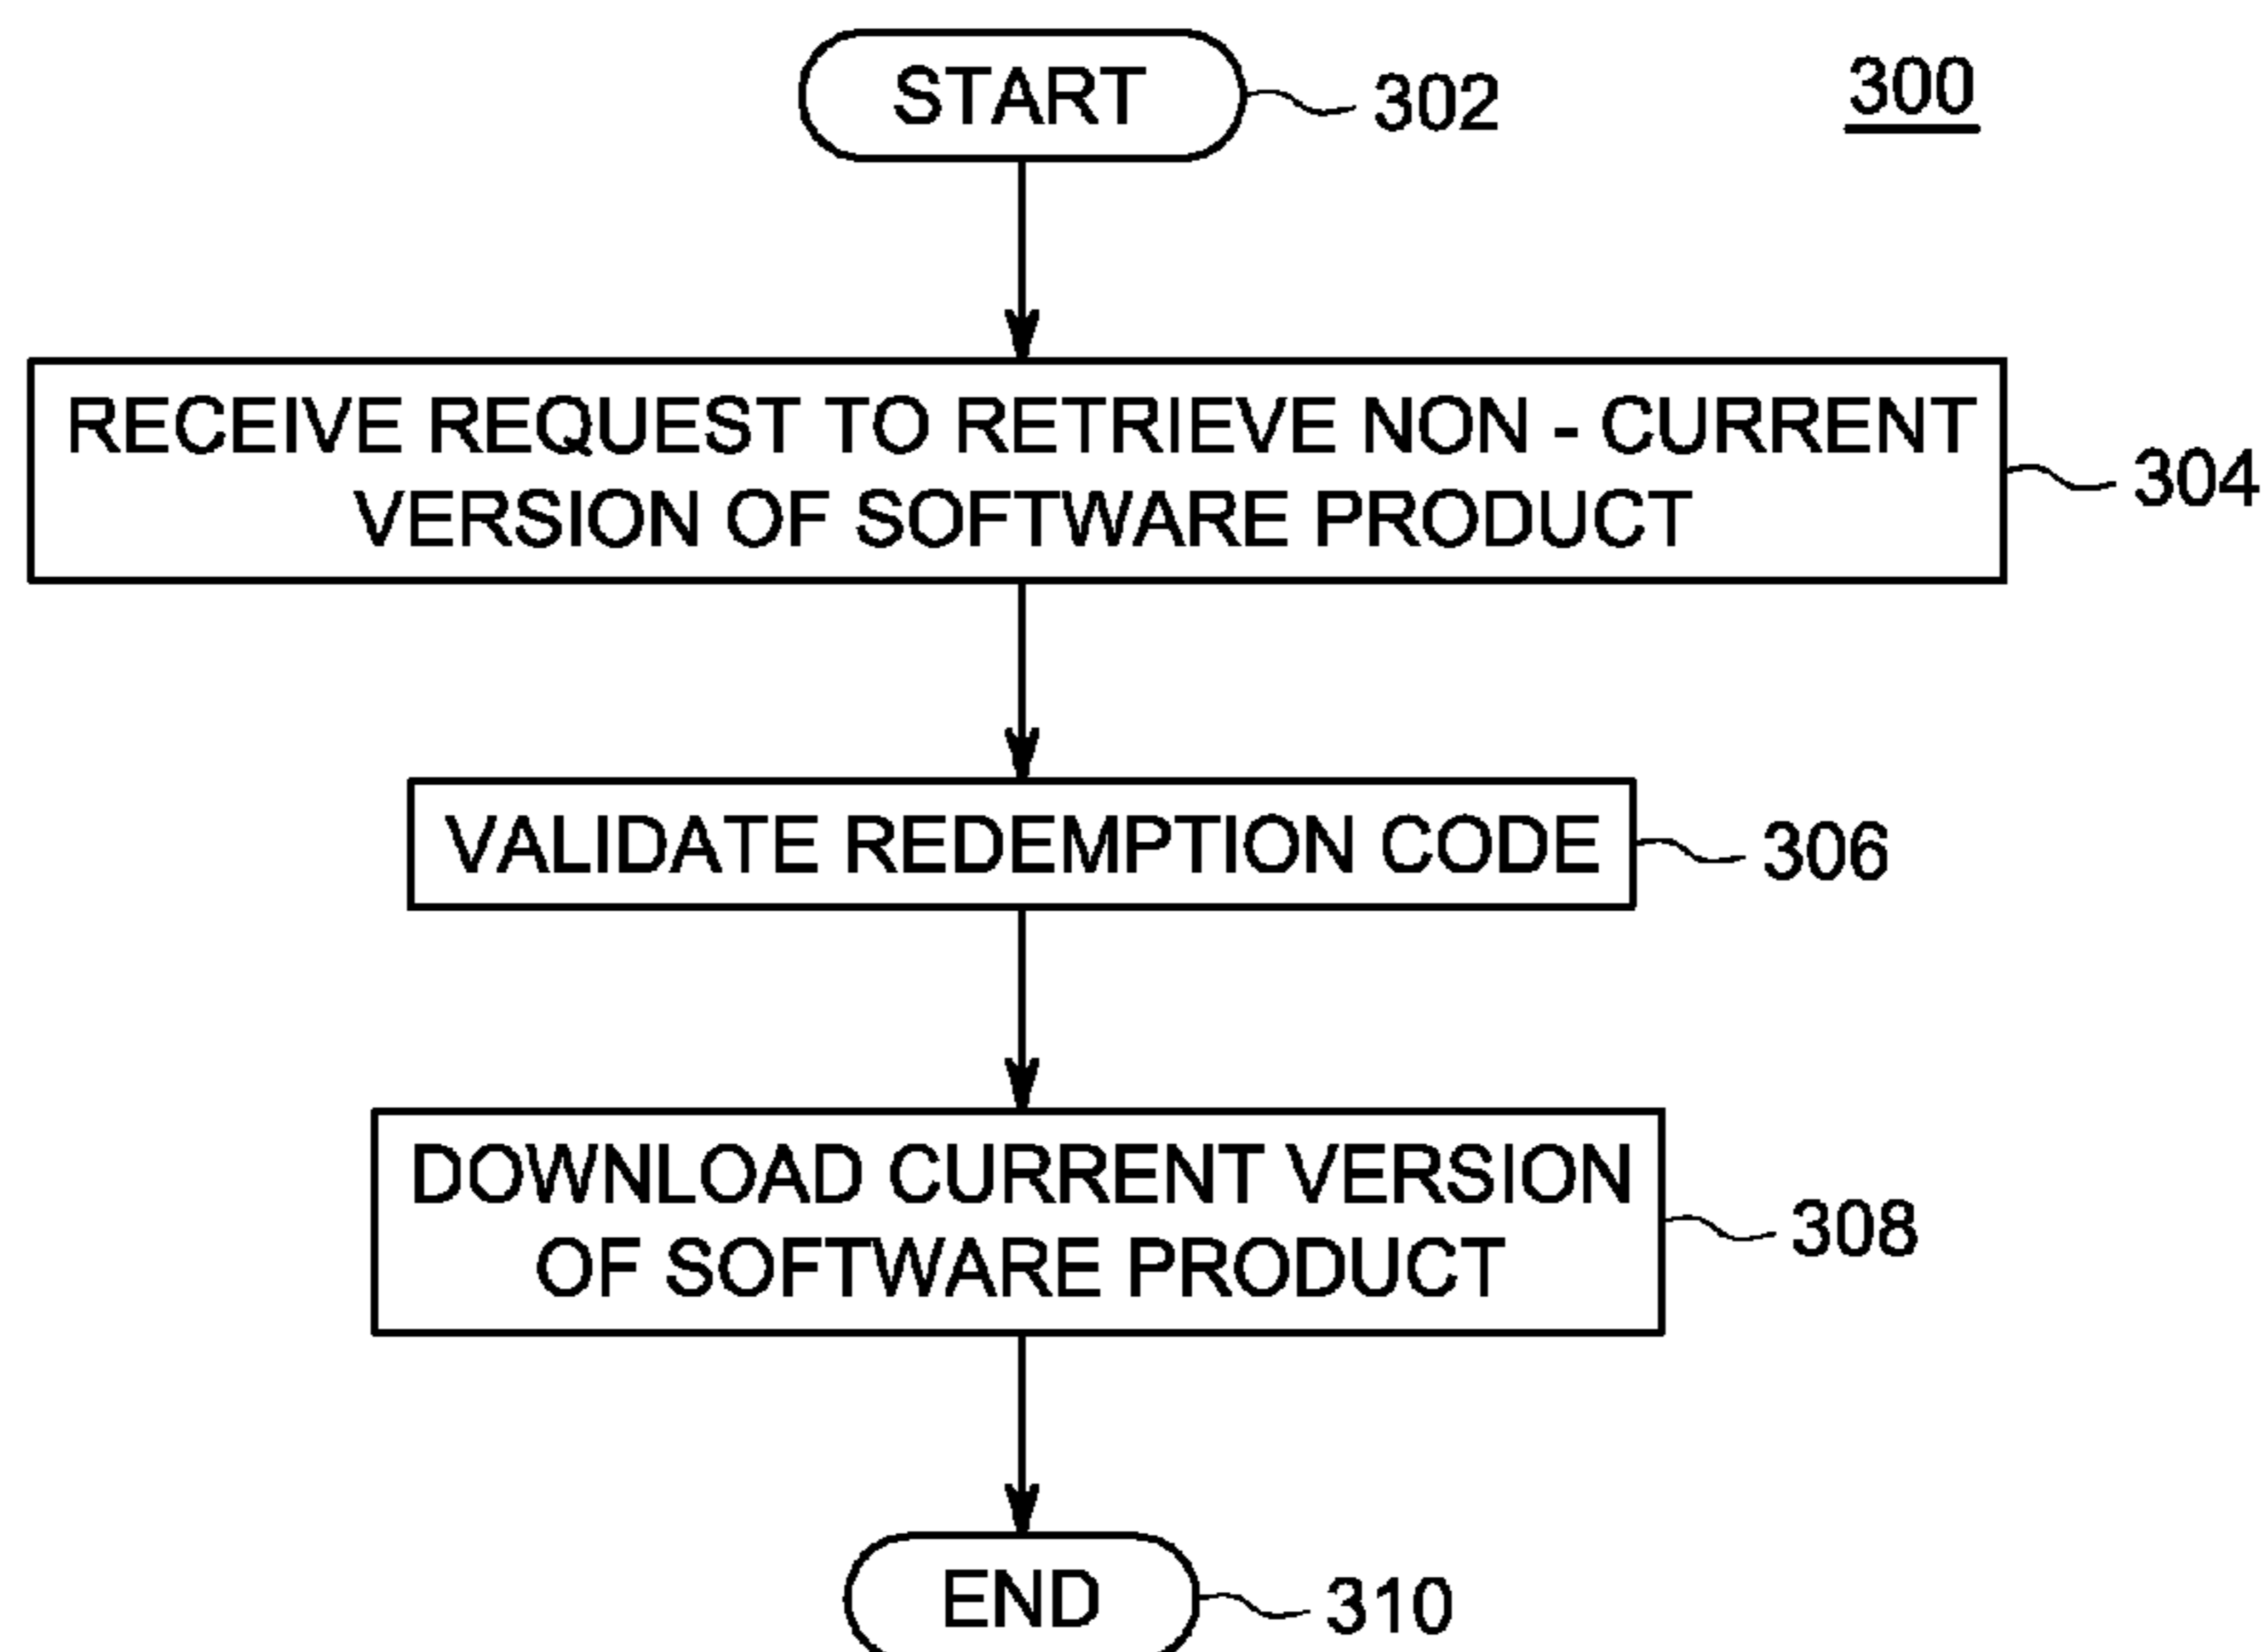 START
302
300
RECEIVE REQUEST TO RETRIEVE NON - CURRENT
VERSION OF SOFTWARE PRODUCT
304
VALIDATE REDEMPTION CODE
306
DOWNLOAD CURRENT VERSION
OF SOFTWARE PRODUCT
308
END
310